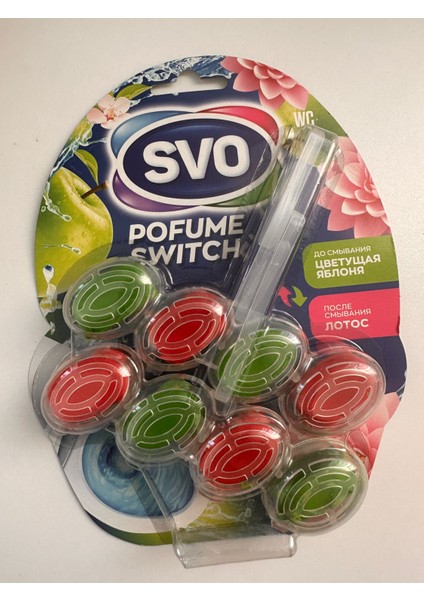 WC
SVO
POFUME
SWITCH
ДО СМЫВАНИЯ
ЦВЕТУЩАЯ
ЯБЛОНЯ
ПОСЛЕ
СМЫВАНИЯ
ЛОТОС